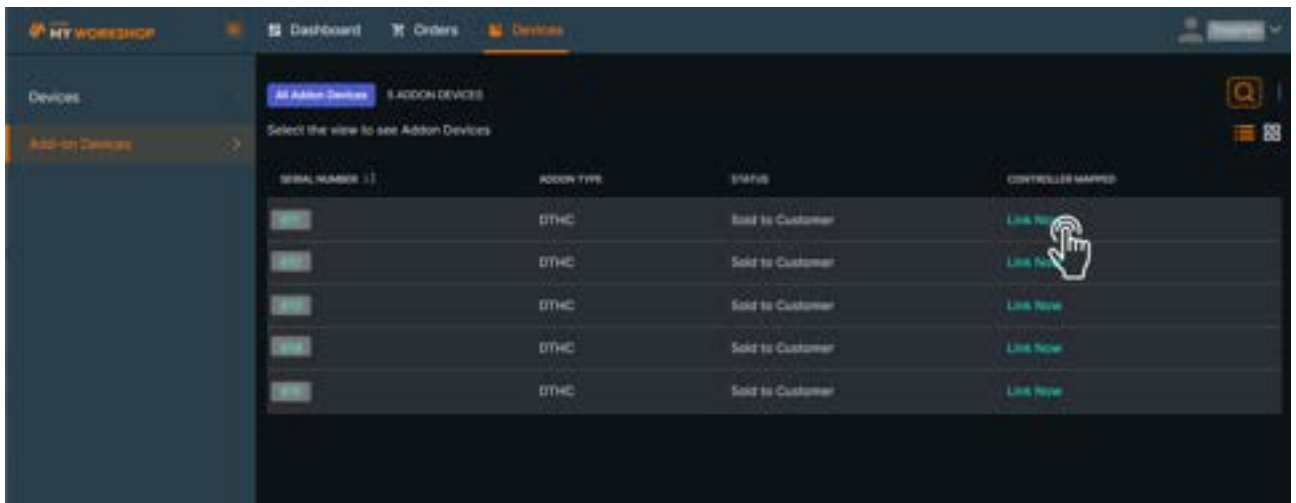 MY WORKSHOP
Dashboard Orders Devices
Devices
Add-on Devices
All Addon Devices 5 ADDON DEVICES
Select the view to see Addon Devices
SERIAL NUMBER ADDON TYPE STATUS CONTROLLER MAPPED
DTHC Sold to Customer Link
DTHC Sold to Customer Link
DTHC Sold to Customer Link Now
DTHC Sold to Customer Link Now
DTHC Sold to Customer Link Now